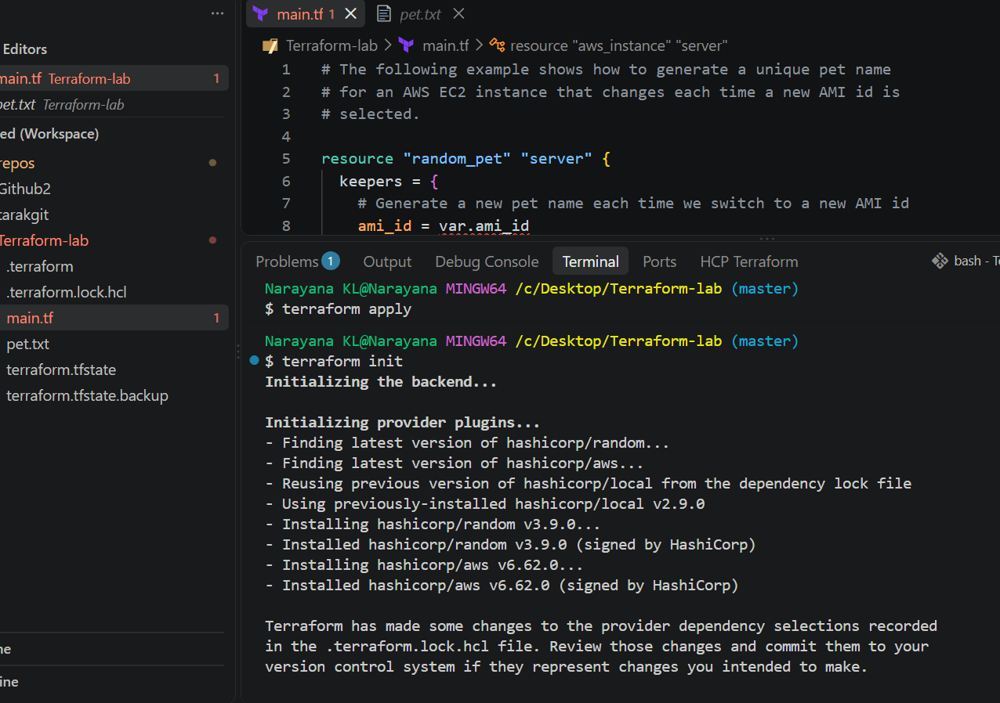 ...
Editors
main.tf Terraform-lab 1
pet.txt Terraform-lab
ed (Workspace)
repos
Github2
tarakgit
Terraform-lab
.terraform
.terraform.lock.hcl
main.tf 1
pet.txt
terraform.tfstate
terraform.tfstate.backup
ne
ine
main.tf 1 pet.txt
Terraform-lab > main.tf > resource "aws_instance" "server"
1 # The following example shows how to generate a unique pet name
2 # for an AWS EC2 instance that changes each time a new AMI id is
3 # selected.
4
5 resource "random_pet" "server" {
6 keepers = {
7 # Generate a new pet name each time we switch to a new AMI id
8 ami_id = var.ami_id
Problems 1 Output Debug Console Terminal Ports HCP Terraform bash - Te
Narayana KL@Narayana MINGW64 /c/Desktop/Terraform-lab (master)
$ terraform apply
Narayana KL@Narayana MINGW64 /c/Desktop/Terraform-lab (master)
$ terraform init
Initializing the backend...
Initializing provider plugins...
- Finding latest version of hashicorp/random...
- Finding latest version of hashicorp/aws...
- Reusing previous version of hashicorp/local from the dependency lock file
- Using previously-installed hashicorp/local v2.9.0
- Installing hashicorp/random v3.9.0...
- Installed hashicorp/random v3.9.0 (signed by HashiCorp)
- Installing hashicorp/aws v6.62.0...
- Installed hashicorp/aws v6.62.0 (signed by HashiCorp)
Terraform has made some changes to the provider dependency selections recorded
in the .terraform.lock.hcl file. Review those changes and commit them to your
version control system if they represent changes you intended to make.